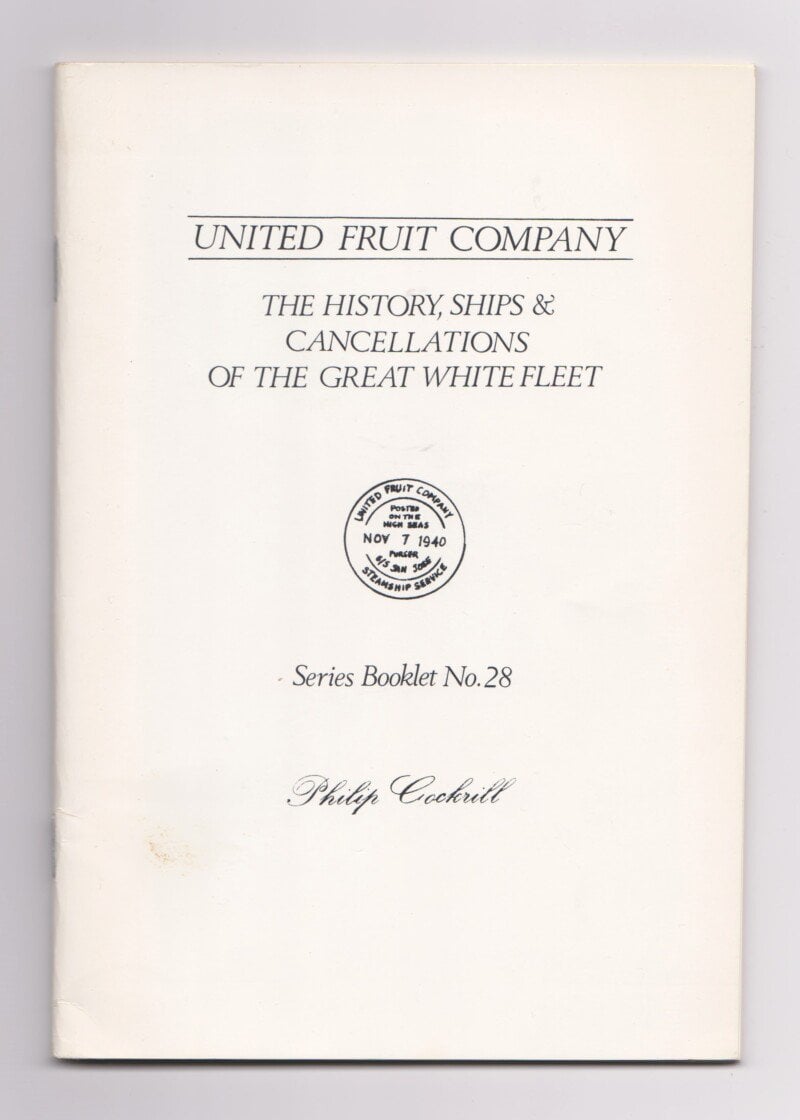 UNITED FRUIT COMPANY
THE HISTORY, SHIPS &
CANCELLATIONS
OF THE GREAT WHITE FLEET
UNITED FRUIT COMPANY
POSTED
ON THE
HIGH SEAS
NOV 7 1940
PURSER
S/S SAN JOSE
STEAMSHIP SERVICE
Series Booklet No. 28
Philip Cockrill